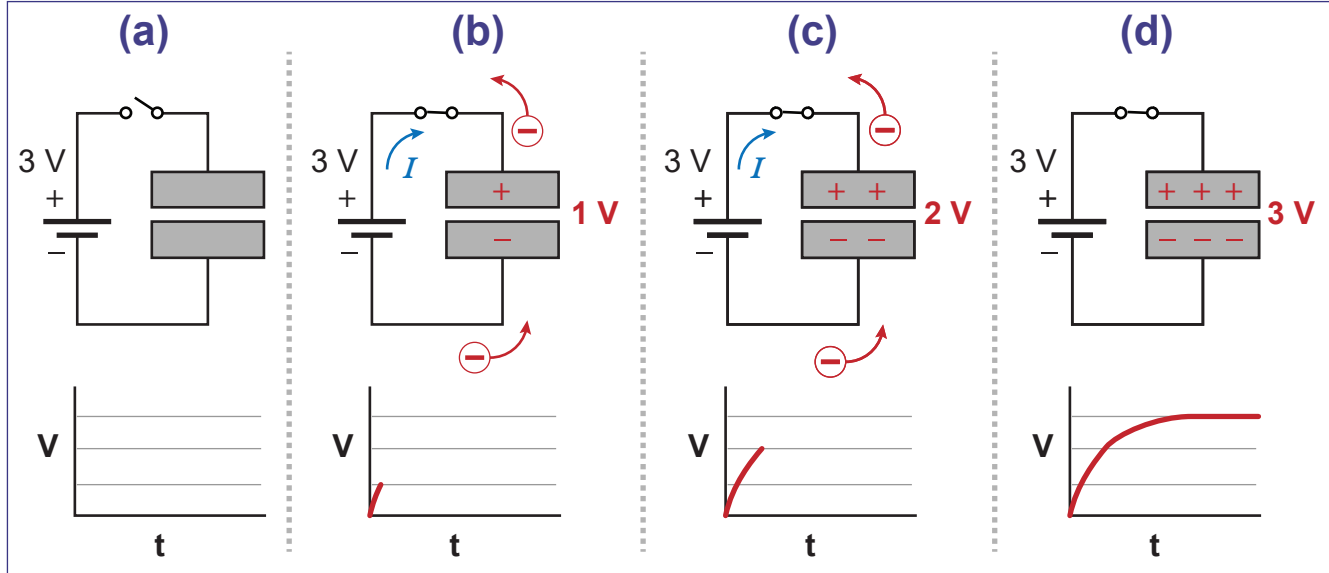 (a)
(b)
(c)
(d)
3 V
+
−
3 V
+
−
I
−
+
−
1 V
−
3 V
+
−
I
−
+ +
− −
2 V
−
3 V
+
−
+ + +
− − −
3 V
V
t
V
t
V
t
V
t